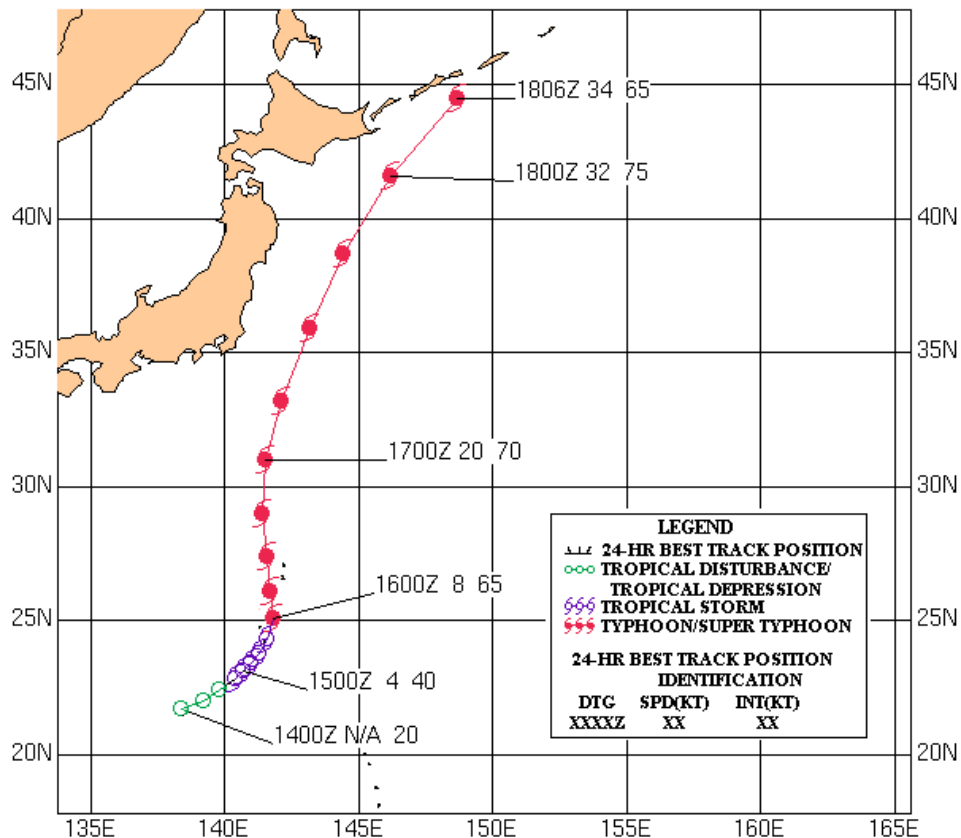 45N
1806Z 34 65
45N
1800Z 32 75
40N
40N
35N
35N
1700Z 20 70
30N
30N
LEGEND
24-HR BEST TRACK POSITION
TROPICAL DISTURBANCE/
TROPICAL DEPRESSION
TROPICAL STORM
TYPHOON/SUPER TYPHOON
1600Z 8 65
25N
25N
24-HR BEST TRACK POSITION
IDENTIFICATION
DTG SPD(KT) INT(KT)
XXXXZ XX XX
1500Z 4 40
1400Z N/A 20
20N
20N
135E 140E 145E 150E 155E 160E 165E